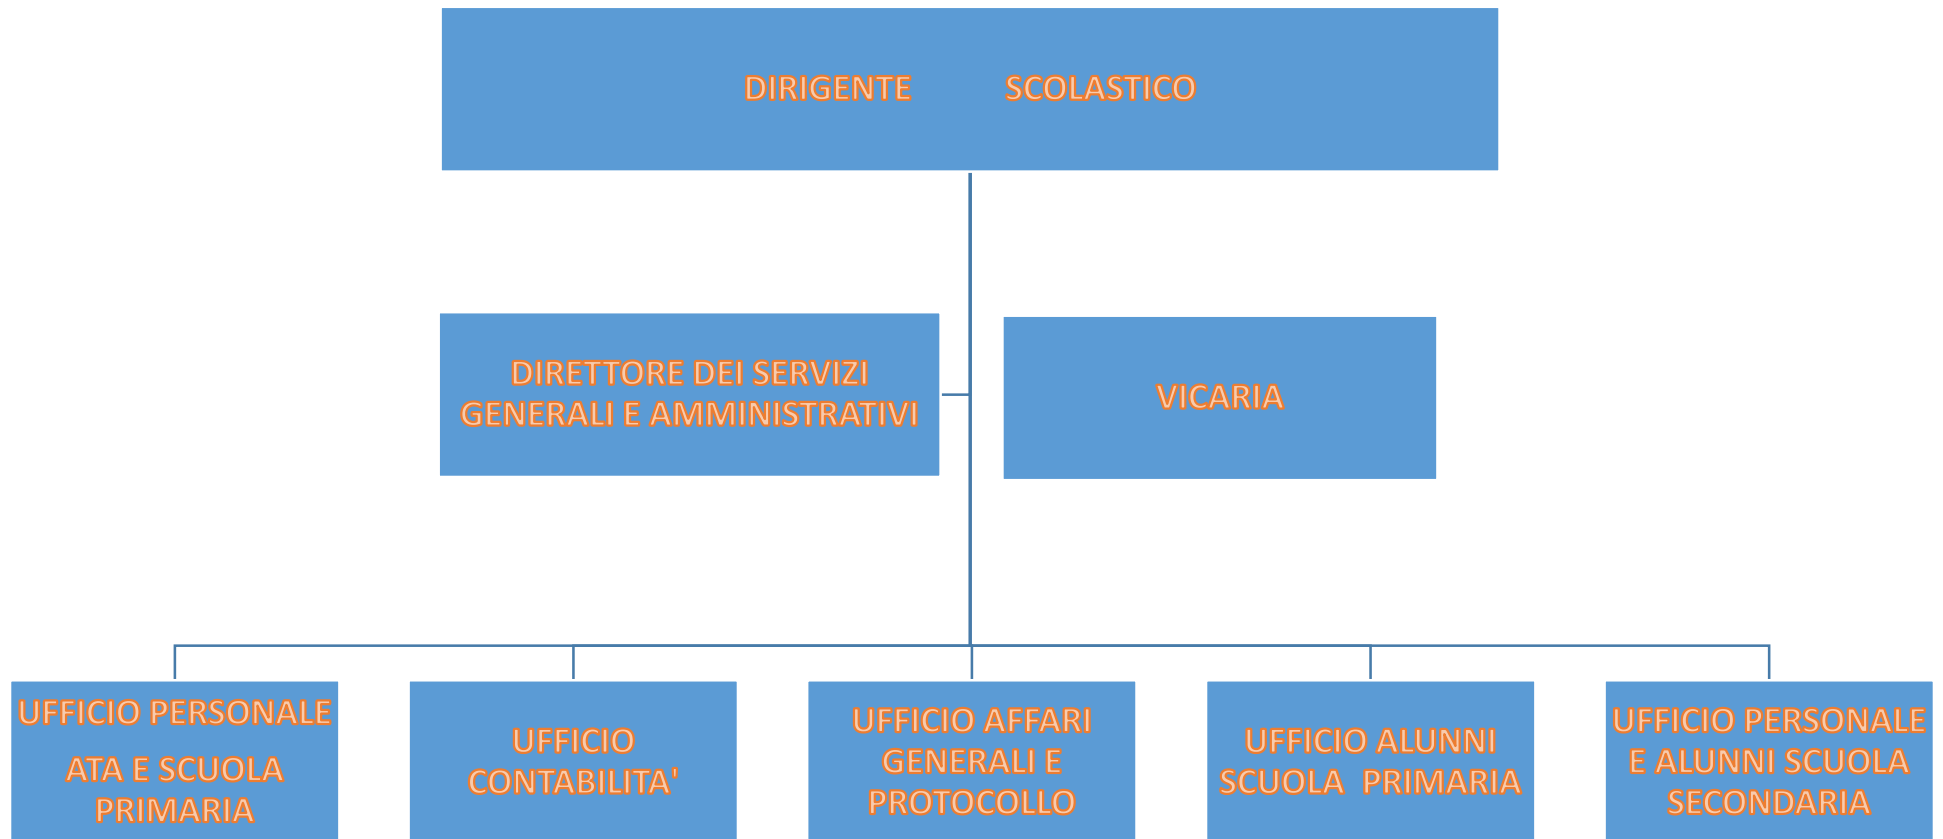 DIRIGENTE SCOLASTICO
DIRETTORE DEI SERVIZI
GENERALI E AMMINISTRATIVI
VICARIA
UFFICIO PERSONALE
ATA E SCUOLA
PRIMARIA
UFFICIO
CONTABILITA'
UFFICIO AFFARI
GENERALI E
PROTOCOLLO
UFFICIO ALUNNI
SCUOLA PRIMARIA
UFFICIO PERSONALE
E ALUNNI SCUOLA
SECONDARIA